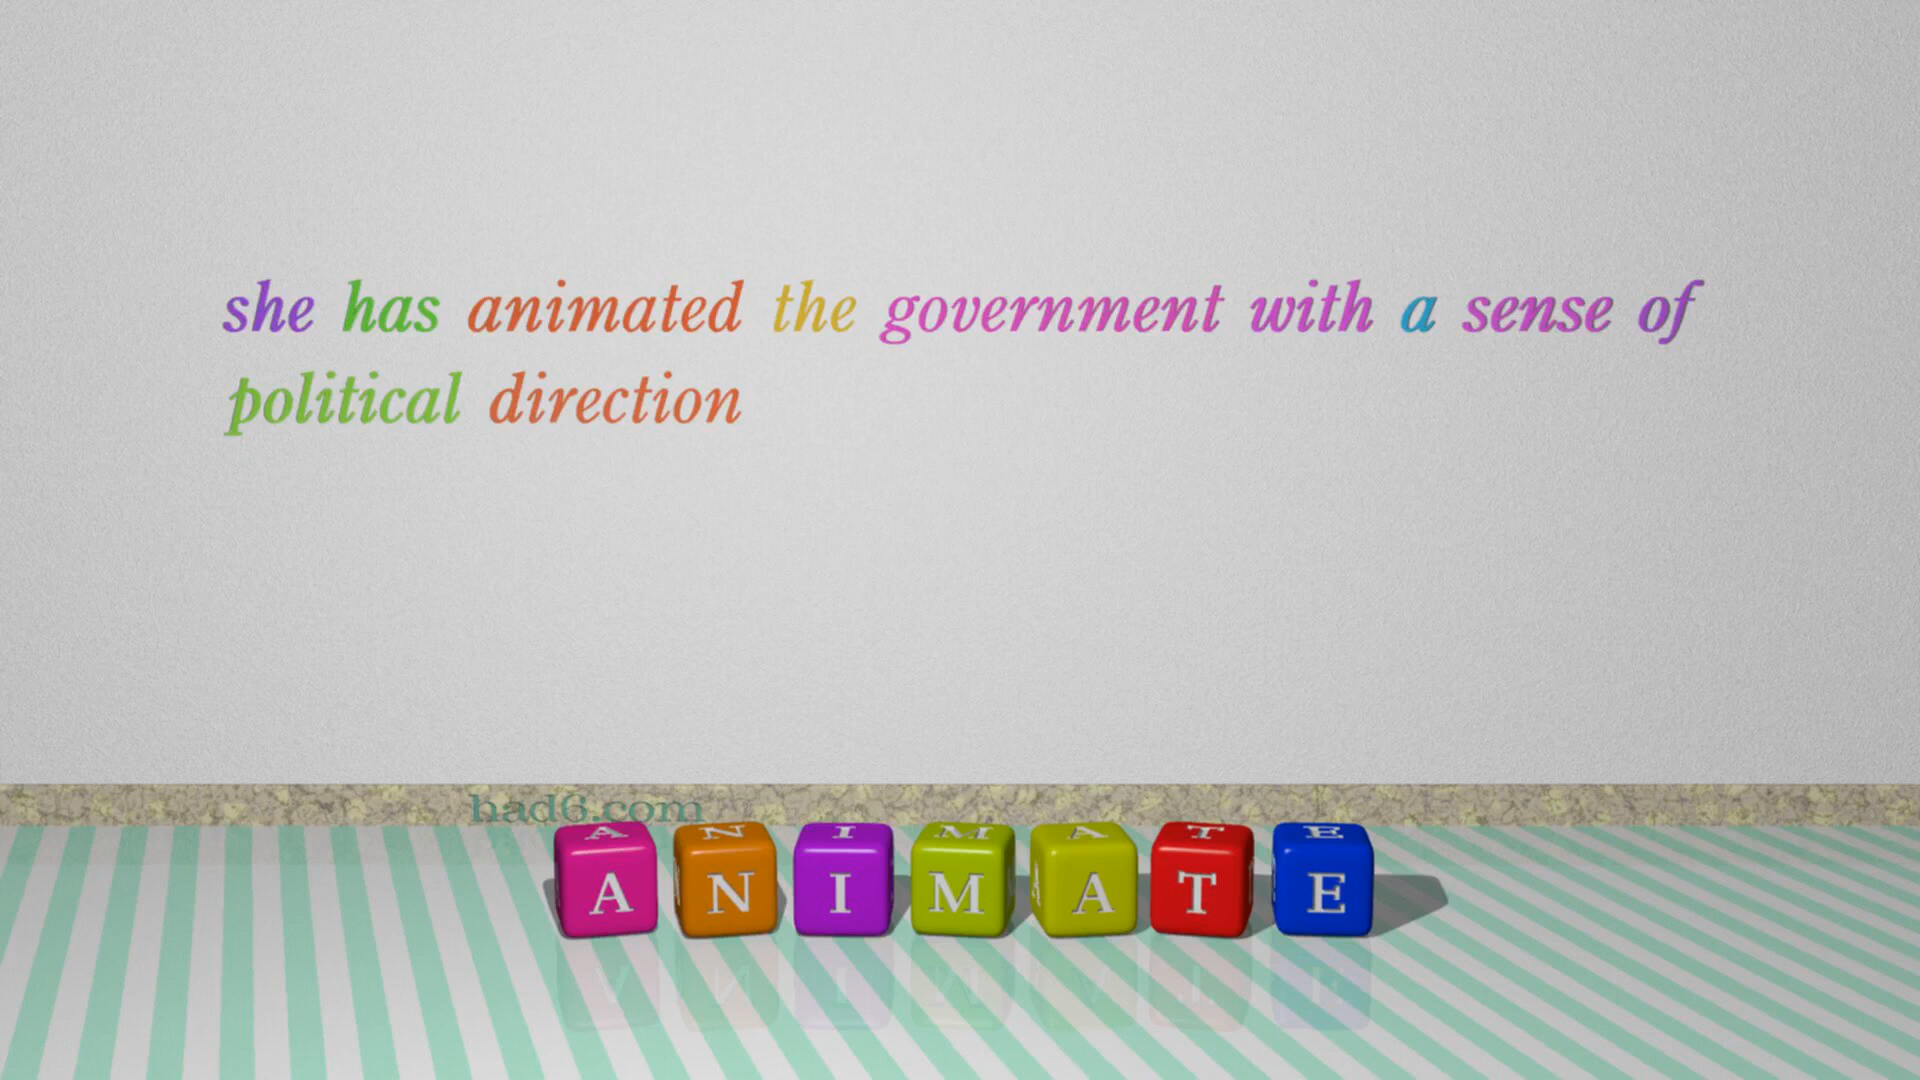 she has animated the government with a sense of
political direction
had6.com
ANIMATE